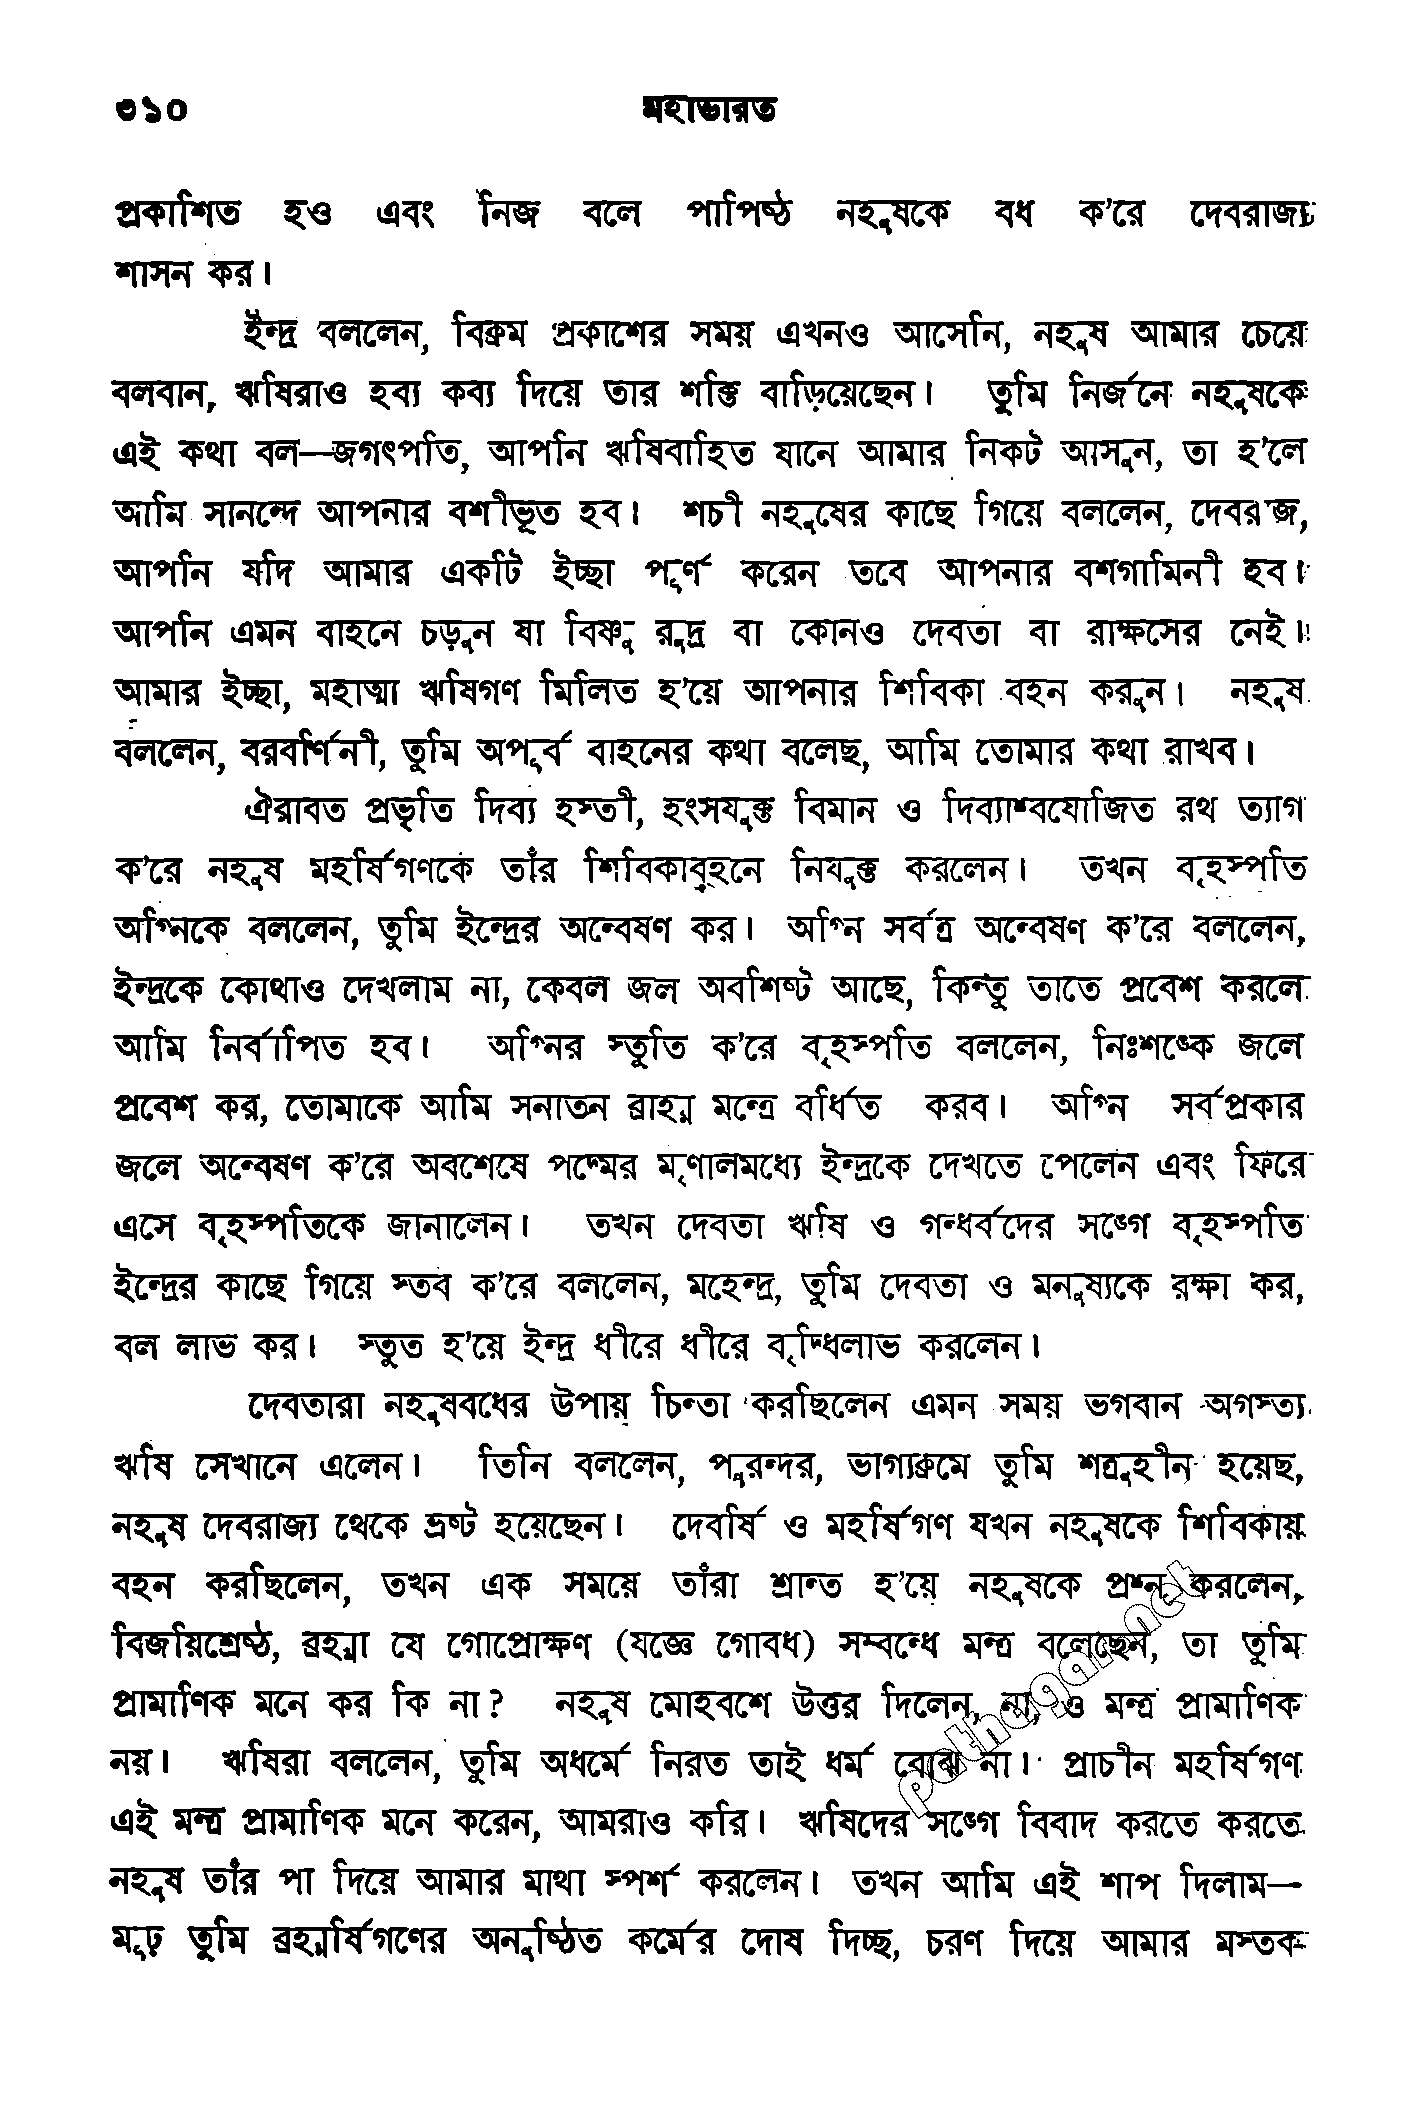 ৩১০ মহাভারত
প্রকাশিত হও এবং নিজ বলে পাপিষ্ঠ নহুষকে বধ ক’রে দেবরাজ্য
শাসন কর।
ইন্দ্র বললেন, বিক্রম প্রকাশের সময় এখনও আসেনি, নহুষ আমার চেয়ে
বলবান, ঋষিরাও হব্য কব্য দিয়ে তার শক্তি বাড়িয়েছেন। তুমি নির্জনে নহুষকে
এই কথা বল—জগৎপতি, আপনি ঋষিবাহিত যানে আমার নিকট আসুন, তা হ’লে
আমি সানন্দে আপনার বশীভূত হব। শচী নহুষের কাছে গিয়ে বললেন, দেবরাজ,
আপনি যদি আমার একটি ইচ্ছা পূর্ণ করেন তবে আপনার বশগামিনী হব।
আপনি এমন বাহনে চড়ুন যা বিষ্ণু রুদ্র বা কোনও দেবতা বা রাক্ষসের নেই।
আমার ইচ্ছা, মহাত্মা ঋষিগণ মিলিত হ’য়ে আপনার শিবিকা বহন করুন। নহুষ
বললেন, বরবর্ণিনী, তুমি অপূর্ব বাহনের কথা বলেছ, আমি তোমার কথা রাখব।
ঐরাবত প্রভৃতি দিব্য হস্তী, হংসযুক্ত বিমান ও দিব্যাশ্বযোজিত রথ ত্যাগ
ক’রে নহুষ মহর্ষিগণকে তাঁর শিবিকাবহনে নিযুক্ত করলেন। তখন বৃহস্পতি
অগ্নিকে বললেন, তুমি ইন্দ্রের অন্বেষণ কর। অগ্নি সর্বত্র অন্বেষণ ক’রে বললেন,
ইন্দ্রকে কোথাও দেখলাম না, কেবল জল অবশিষ্ট আছে, কিন্তু তাতে প্রবেশ করলে
আমি নির্বাপিত হব। অগ্নির স্তুতি ক’রে বৃহস্পতি বললেন, নিঃশঙ্কে জলে
প্রবেশ কর, তোমাকে আমি সনাতন ব্রাহ্ম মন্ত্রে বর্ধিত করব। অগ্নি সর্বপ্রকার
জলে অন্বেষণ ক’রে অবশেষে পদ্মের মৃণালমধ্যে ইন্দ্রকে দেখতে পেলেন এবং ফিরে
এসে বৃহস্পতিকে জানালেন। তখন দেবতা ঋষি ও গন্ধর্বদের সঙ্গে বৃহস্পতি
ইন্দ্রের কাছে গিয়ে স্তব ক’রে বললেন, মহেন্দ্র, তুমি দেবতা ও মনুষ্যকে রক্ষা কর,
বল লাভ কর। স্তুত হ’য়ে ইন্দ্র ধীরে ধীরে বৃদ্ধিলাভ করলেন।
দেবতারা নহুষবধের উপায় চিন্তা করছিলেন এমন সময় ভগবান অগস্ত্য
ঋষি সেখানে এলেন। তিনি বললেন, পুরন্দর, ভাগ্যক্রমে তুমি শত্রুহীন হয়েছ,
নহুষ দেবরাজ্য থেকে ভ্রষ্ট হয়েছেন। দেবর্ষি ও মহর্ষিগণ যখন নহুষকে শিবিকায়
বহন করছিলেন, তখন এক সময়ে তাঁরা শ্রান্ত হ’য়ে নহুষকে প্রশ্ন করলেন,
বিজয়িশ্রেষ্ঠ, ব্রহ্মা যে গোপ্রোক্ষণ (যজ্ঞে গোবধ) সম্বন্ধে মন্ত্র বলেছেন, তা তুমি
প্রামাণিক মনে কর কি না? নহুষ মোহবশে উত্তর দিলেন, না, ও মন্ত্র প্রামাণিক
নয়। ঋষিরা বললেন, তুমি অধর্মে নিরত তাই ধর্ম বোঝ না। প্রাচীন মহর্ষিগণ
এই মন্ত্র প্রামাণিক মনে করেন, আমরাও করি। ঋষিদের সঙ্গে বিবাদ করতে করতে
নহুষ তাঁর পা দিয়ে আমার মাথা স্পর্শ করলেন। তখন আমি এই শাপ দিলাম—
মূঢ় তুমি ব্রহ্মর্ষিগণের অনুষ্ঠিত কর্মের দোষ দিচ্ছ, চরণ দিয়ে আমার মস্তক
pathagar.net